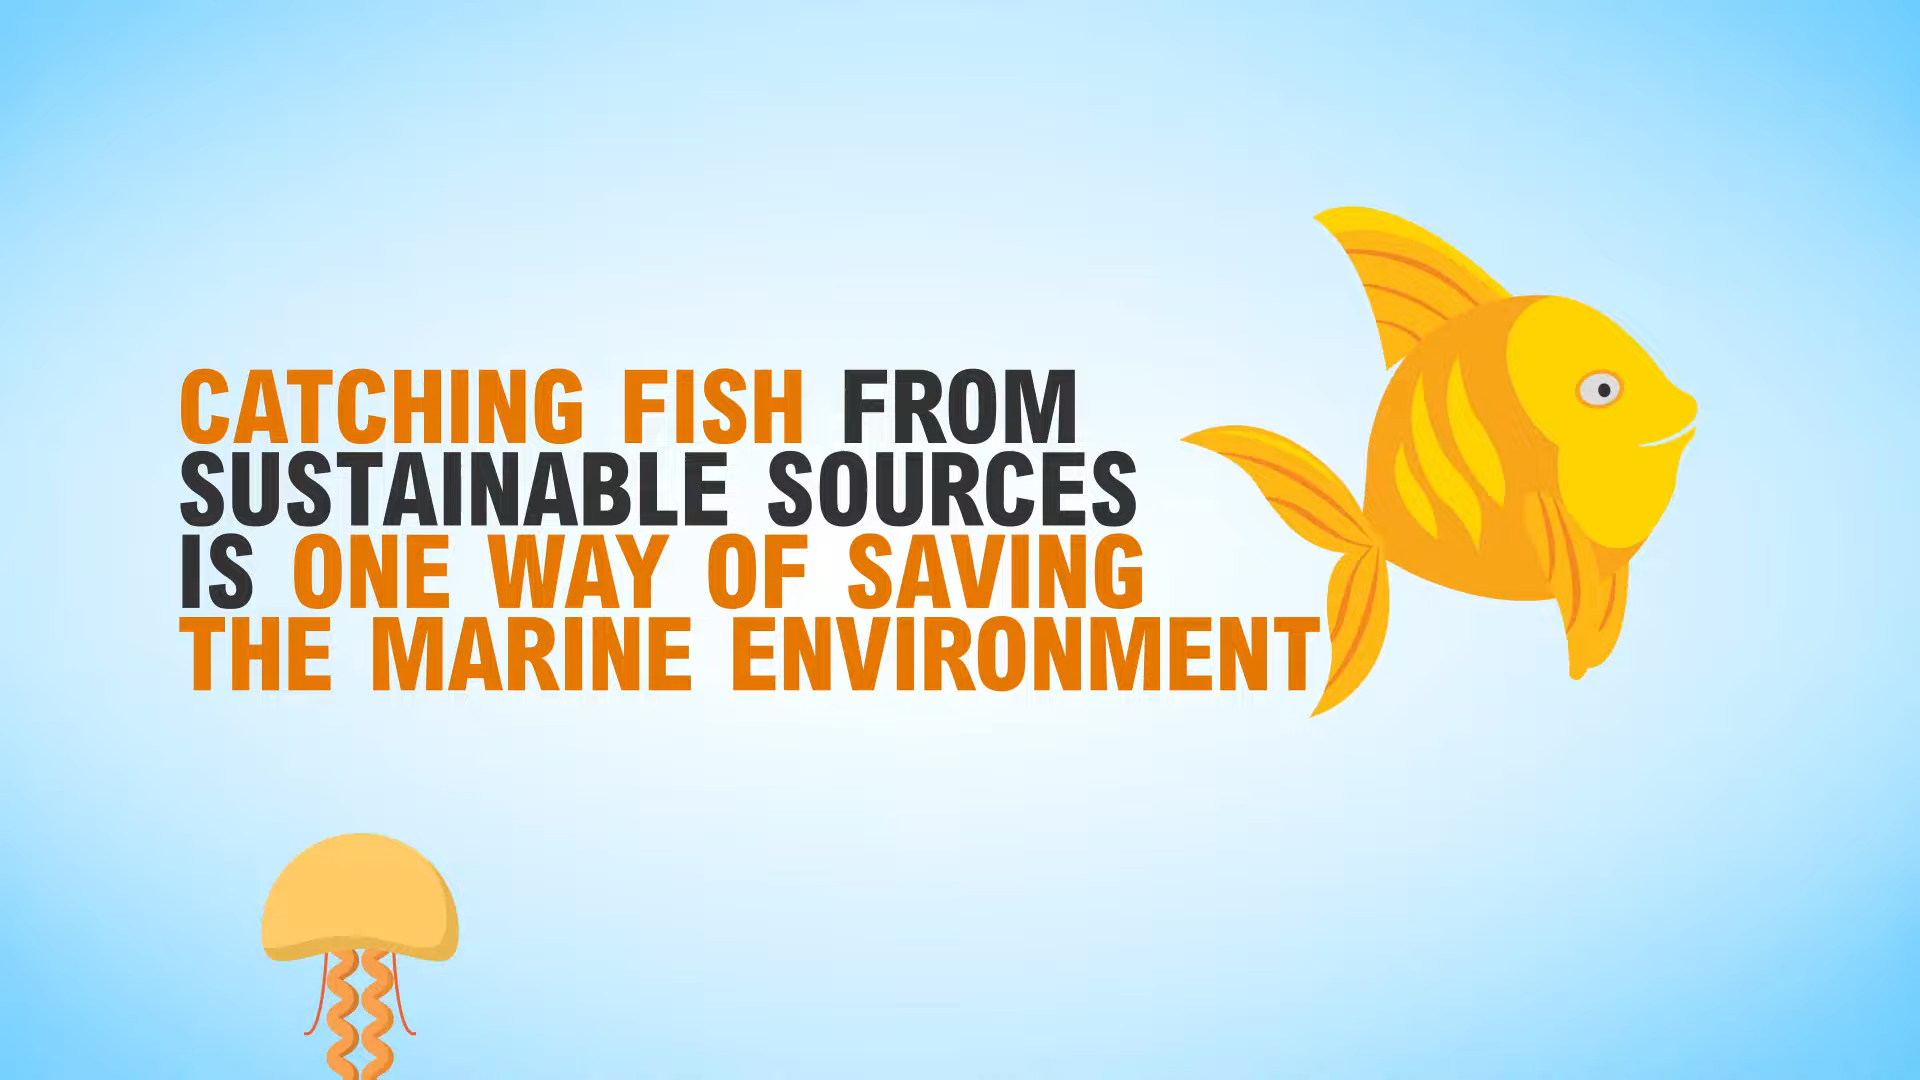 CATCHING FISH FROM
SUSTAINABLE SOURCES
IS ONE WAY OF SAVING
THE MARINE ENVIRONMENT